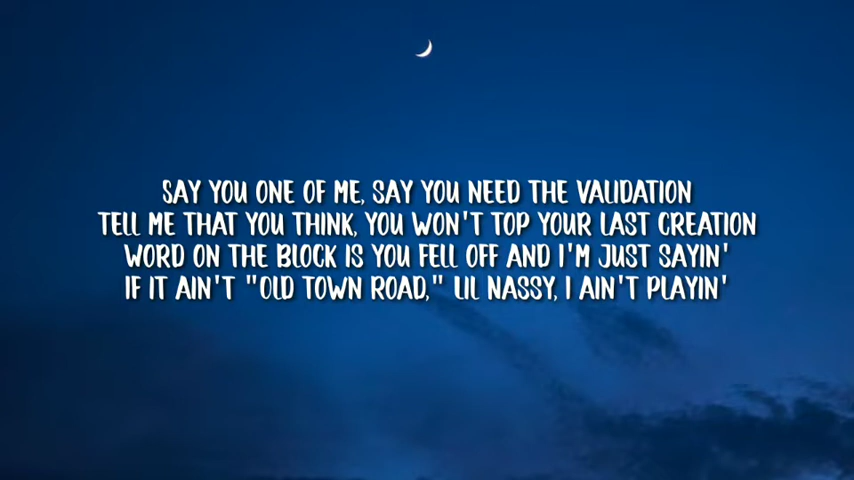 SAY YOU ONE OF ME, SAY YOU NEED THE VALIDATION
TELL ME THAT YOU THINK, YOU WON'T TOP YOUR LAST CREATION
WORD ON THE BLOCK IS YOU FELL OFF AND I'M JUST SAYIN'
IF IT AIN'T "OLD TOWN ROAD," LIL NASSY, I AIN'T PLAYIN'